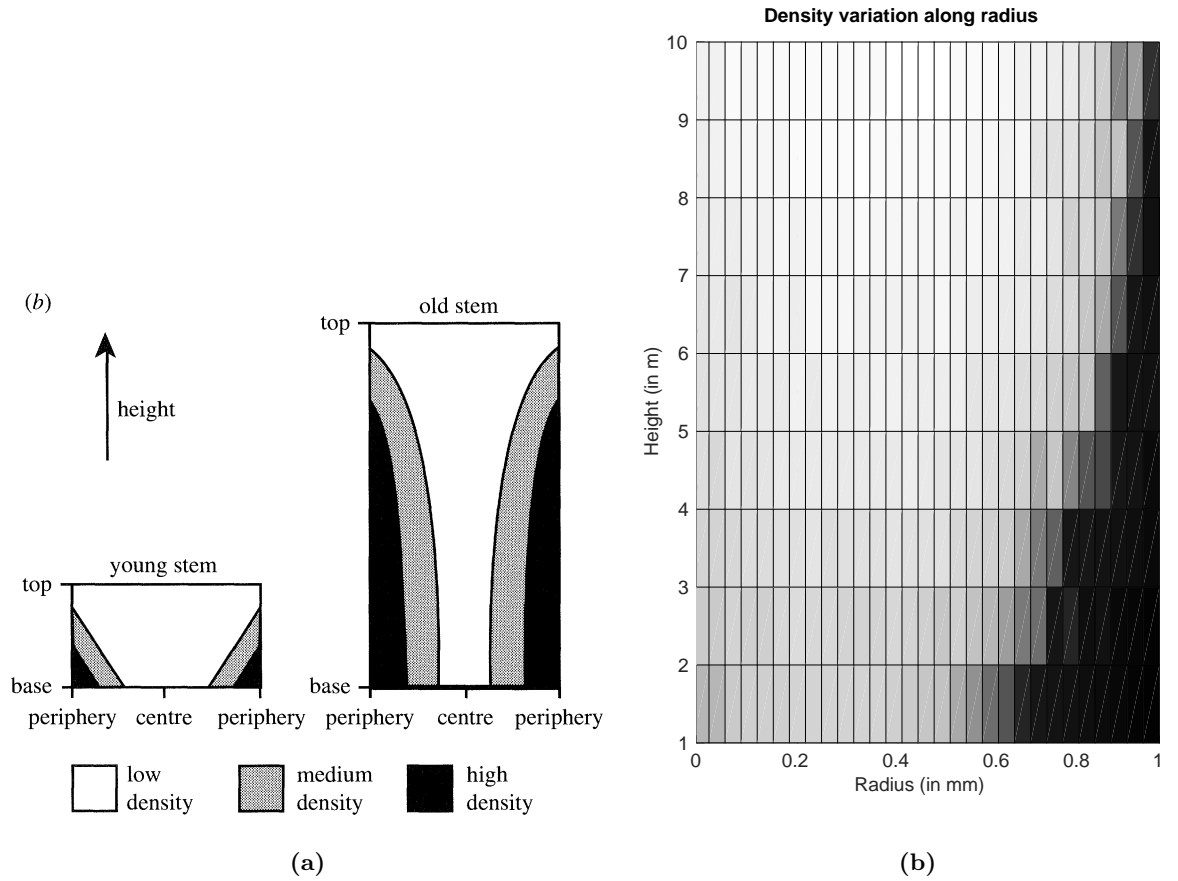 (b)
height
young stem
top
base
periphery centre periphery
old stem
top
base
periphery centre periphery
low
density
medium
density
high
density
(a)
Density variation along radius
10
9
8
7
6
5
4
3
2
1
Height (in m)
0 0.2 0.4 0.6 0.8 1
Radius (in mm)
(b)